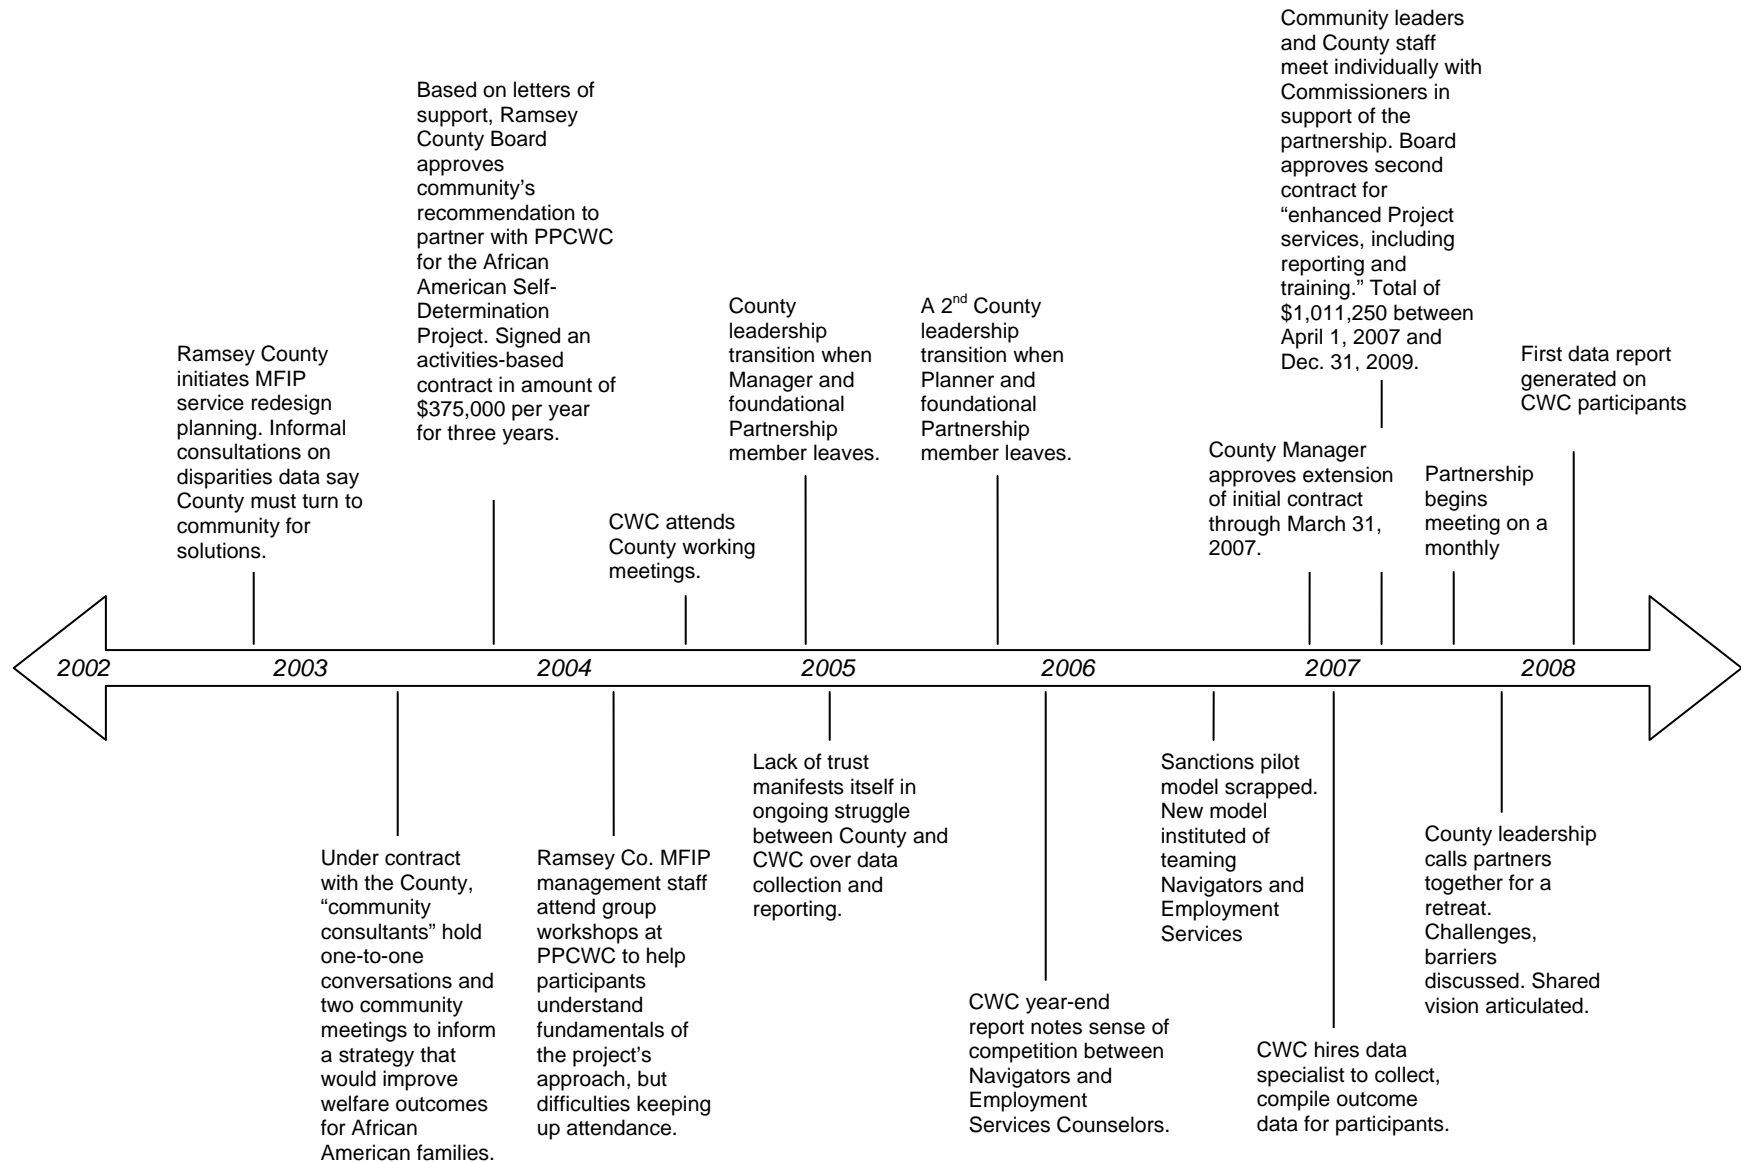 Community leaders
and County staff
meet individually with
Commissioners in
support of the
partnership. Board
approves second
contract for
“enhanced Project
services, including
reporting and
training.” Total of
$1,011,250 between
April 1, 2007 and
Dec. 31, 2009.
Based on letters of
support, Ramsey
County Board
approves
community’s
recommendation to
partner with PPCWC
for the African
American Self-
Determination
Project. Signed an
activities-based
contract in amount of
$375,000 per year
for three years.
County
leadership
transition when
Manager and
foundational
Partnership
member leaves.
A 2nd County
leadership
transition when
Planner and
foundational
Partnership
member leaves.
Ramsey County
initiates MFIP
service redesign
planning. Informal
consultations on
disparities data say
County must turn to
community for
solutions.
First data report
generated on
CWC participants
County Manager
approves extension
of initial contract
through March 31,
2007.
Partnership
begins
meeting on a
monthly
CWC attends
County working
meetings.
2002 2003 2004 2005 2006 2007 2008
Lack of trust
manifests itself in
ongoing struggle
between County and
CWC over data
collection and
reporting.
Sanctions pilot
model scrapped.
New model
instituted of
teaming
Navigators and
Employment
Services
Under contract
with the County,
“community
consultants” hold
one-to-one
conversations and
two community
meetings to inform
a strategy that
would improve
welfare outcomes
for African
American families.
Ramsey Co. MFIP
management staff
attend group
workshops at
PPCWC to help
participants
understand
fundamentals of
the project’s
approach, but
difficulties keeping
up attendance.
County leadership
calls partners
together for a
retreat.
Challenges,
barriers
discussed. Shared
vision articulated.
CWC year-end
report notes sense of
competition between
Navigators and
Employment
Services Counselors.
CWC hires data
specialist to collect,
compile outcome
data for participants.